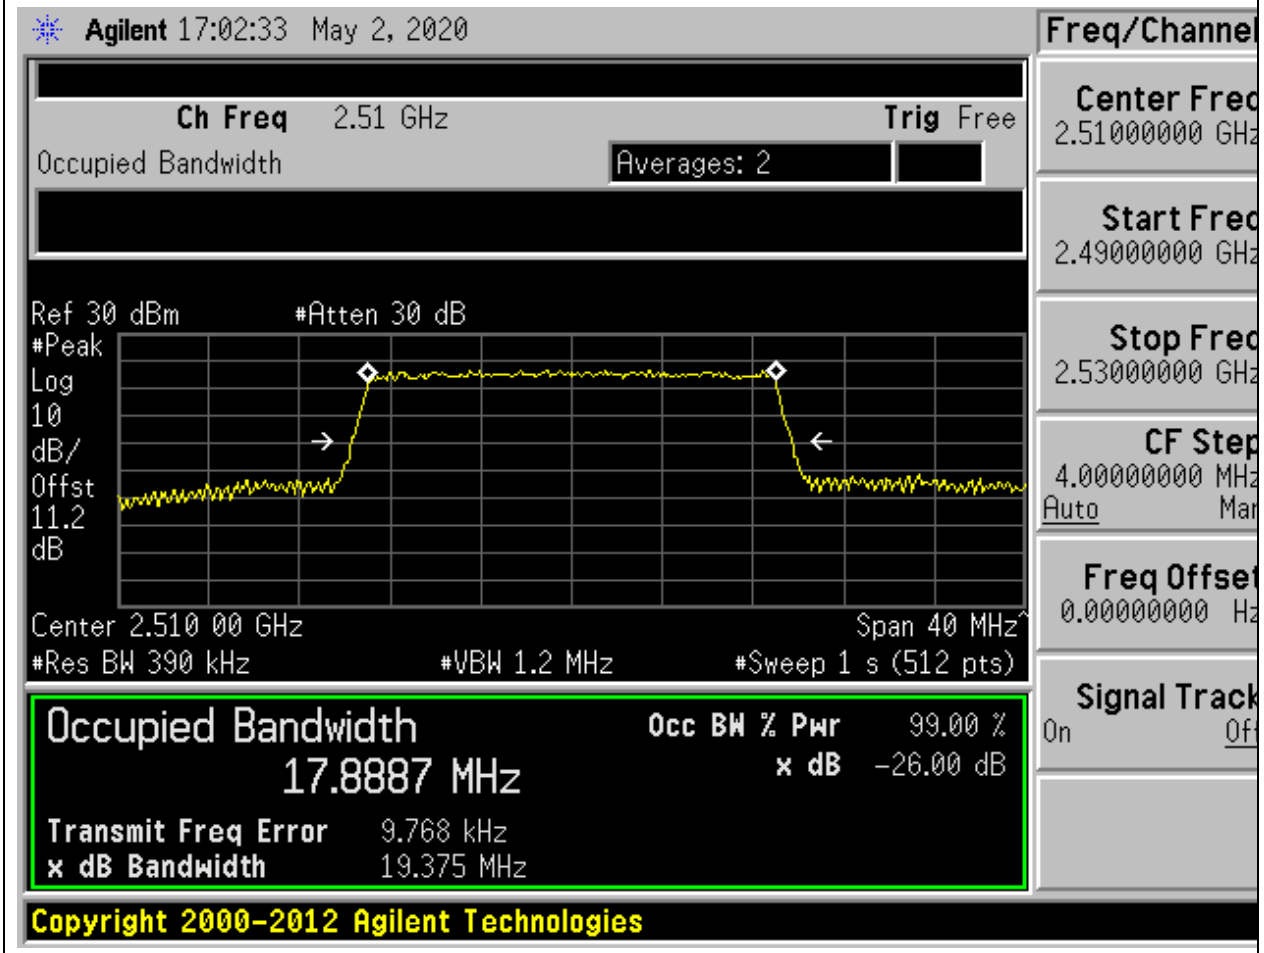 Agilent 17:02:33 May 2, 2020
Ch Freq 2.51 GHz Trig Free
Occupied Bandwidth Averages: 2
Ref 30 dBm #Atten 30 dB
#Peak
Log
10
dB/
Offst
11.2
dB
Center 2.510 00 GHz Span 40 MHz^
#Res BW 390 kHz #VBW 1.2 MHz #Sweep 1 s (512 pts)
Occupied Bandwidth
17.8887 MHz
Occ BW % Pwr 99.00 %
x dB -26.00 dB
Transmit Freq Error 9.768 kHz
x dB Bandwidth 19.375 MHz
Copyright 2000-2012 Agilent Technologies
Freq/Channel
Center Freq
2.51000000 GHz
Start Freq
2.49000000 GHz
Stop Freq
2.53000000 GHz
CF Step
4.00000000 MHz
Auto Man
Freq Offset
0.00000000 Hz
Signal Track
On Off